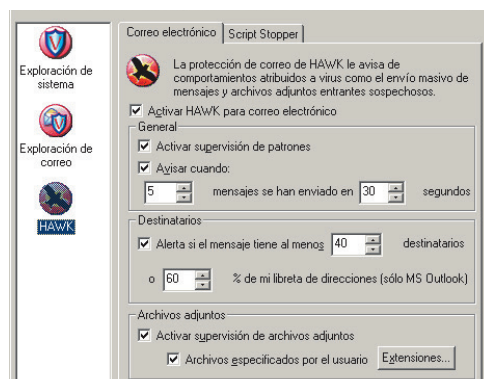 Correo electrónico
Script Stopper
Exploración de
sistema
Exploración de
correo
HAWK
La protección de correo de HAWK le avisa de
comportamientos atribuidos a virus como el envío masivo de
mensajes y archivos adjuntos entrantes sospechosos.
Activar HAWK para correo electrónico
General
Activar supervisión de patrones
Avisar cuando:
5 mensajes se han enviado en 30 segundos
Destinatarios
Alerta si el mensaje tiene al menos 40 destinatarios
o 60 % de mi libreta de direcciones (sólo MS Outlook)
Archivos adjuntos
Activar supervisión de archivos adjuntos
Archivos especificados por el usuario Extensiones...